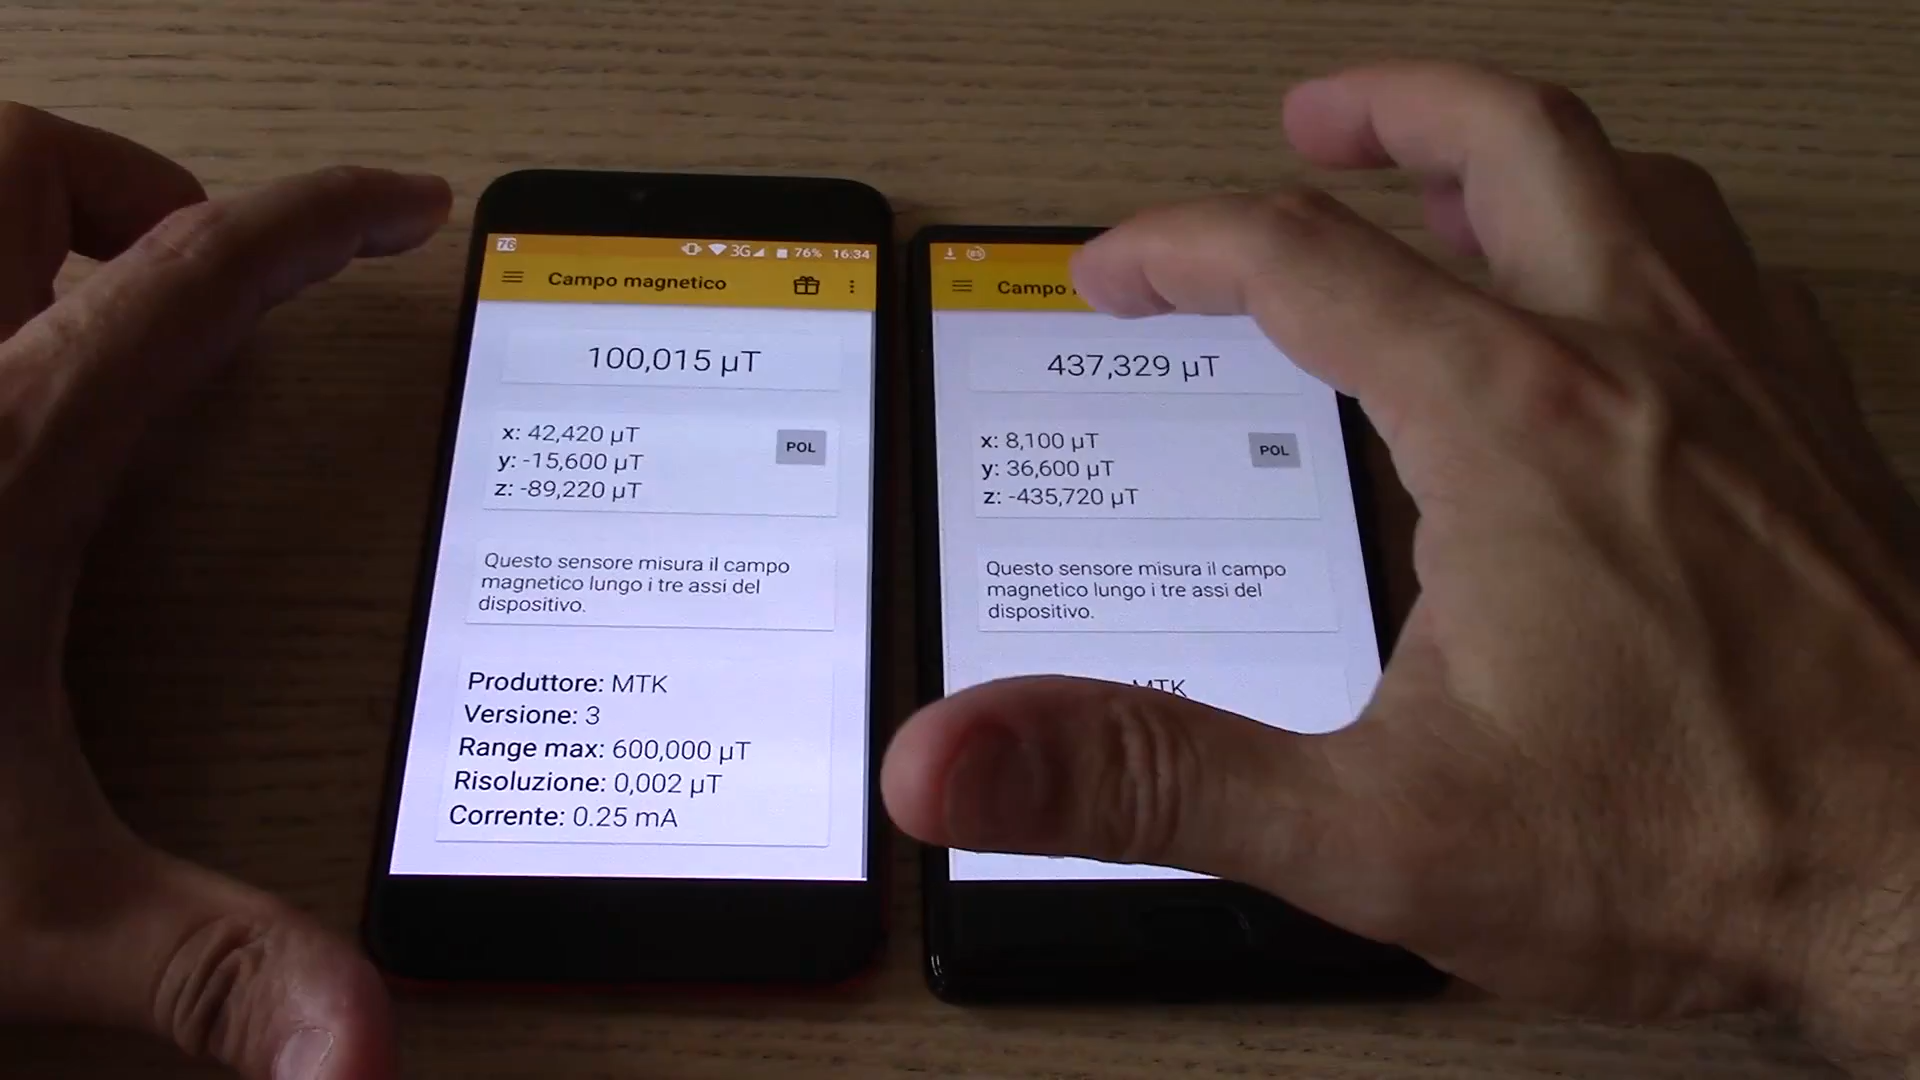 76
3G 76% 16:34
Campo magnetico
100,015 µT
x: 42,420 µT
y: -15,600 µT
z: -89,220 µT
POL
Questo sensore misura il campo
magnetico lungo i tre assi del
dispositivo.
Produttore: MTK
Versione: 3
Range max: 600,000 µT
Risoluzione: 0,002 µT
Corrente: 0.25 mA
Campo
437,329 µT
x: 8,100 µT
y: 36,600 µT
z: -435,720 µT
POL
Questo sensore misura il campo
magnetico lungo i tre assi del
dispositivo.
MTK